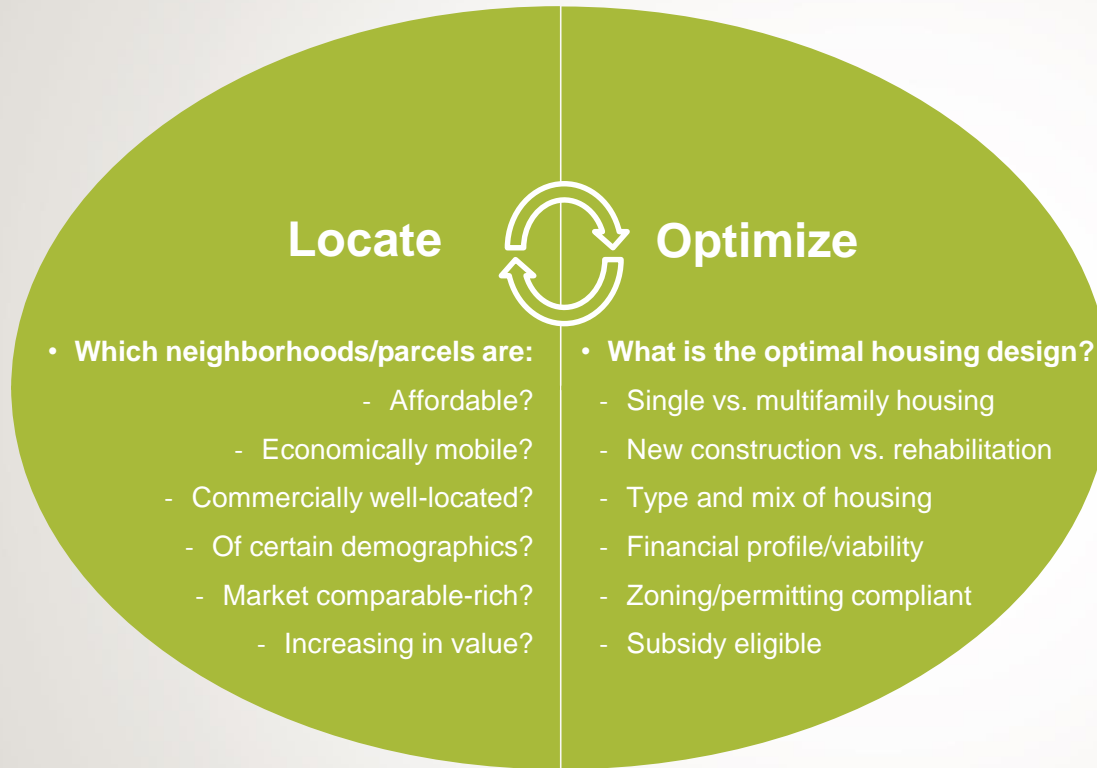 Locate
• Which neighborhoods/parcels are:
- Affordable?
- Economically mobile?
- Commercially well-located?
- Of certain demographics?
- Market comparable-rich?
- Increasing in value?
Optimize
• What is the optimal housing design?
- Single vs. multifamily housing
- New construction vs. rehabilitation
- Type and mix of housing
- Financial profile/viability
- Zoning/permitting compliant
- Subsidy eligible